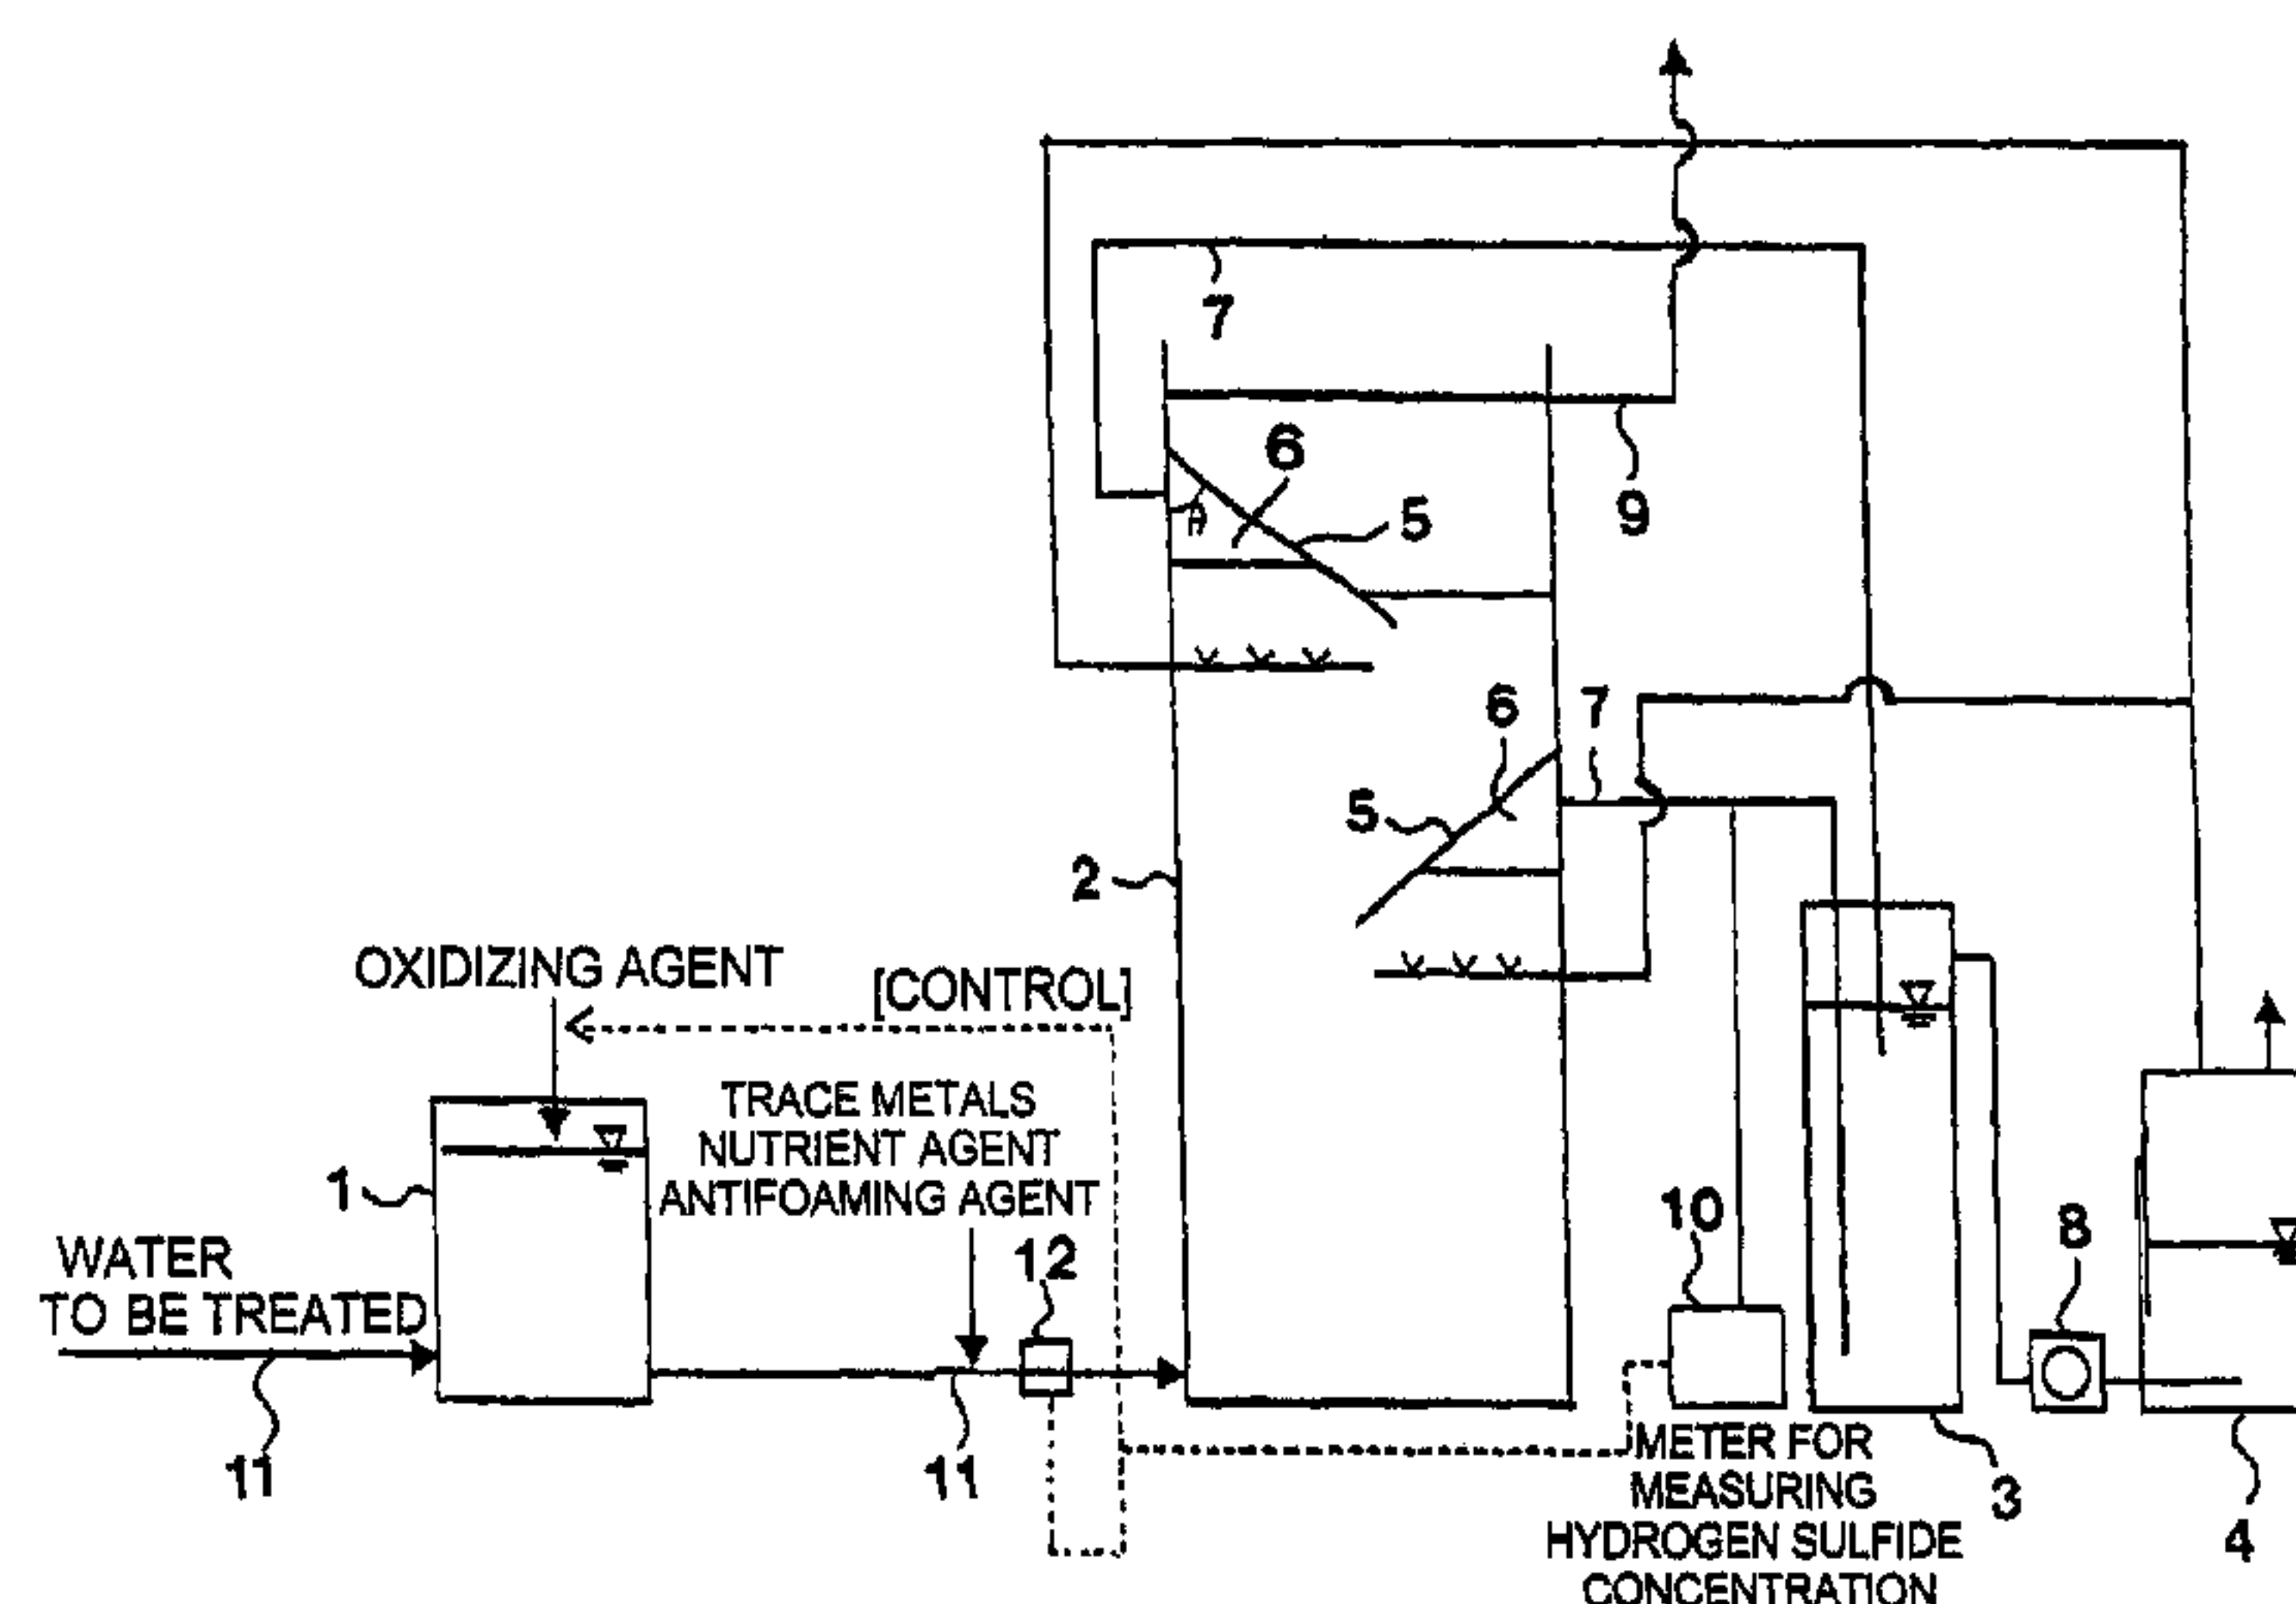 7
6
5
9
6
7
5
2
OXIDIZING AGENT
[CONTROL]
TRACE METALS
NUTRIENT AGENT
ANTIFOAMING AGENT
1
10
12
8
WATER
TO BE TREATED
11
11
METER FOR
MEASURING
HYDROGEN SULFIDE
CONCENTRATION
3
4